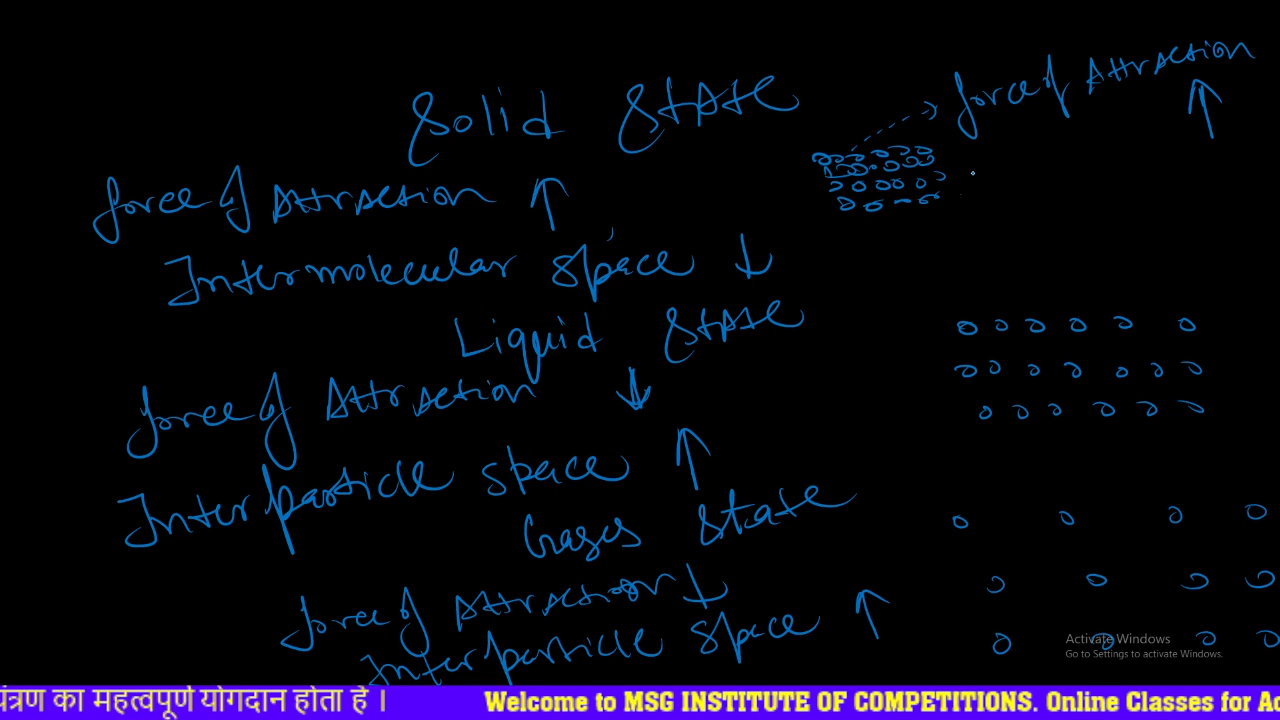 Solid State
force of Attraction ↑
force of Attraction ↑
Intermolecular space ↓
Liquid State
force of Attraction ↓
Interparticle space ↑
Gases State
force of Attraction ↓
Interparticle space ↑
Activate Windows
Go to Settings to activate Windows.
यंत्रण का महत्वपूर्ण योगदान होता है । Welcome to MSG INSTITUTE OF COMPETITIONS. Online Classes for